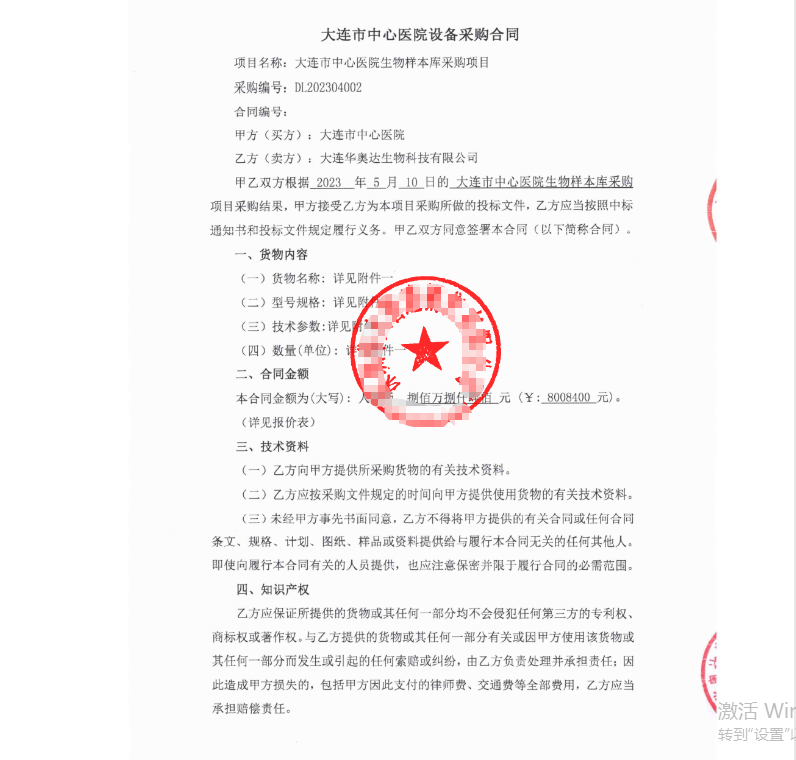 大连市中心医院设备采购合同
项目名称：大连市中心医院生物样本库采购项目
采购编号：DL202304002
合同编号：
甲方（买方）：大连市中心医院
乙方（卖方）：大连华奥达生物科技有限公司
甲乙双方根据 2023 年 5 月 10 日的 大连市中心医院生物样本库采购
项目采购结果，甲方接受乙方为本项目采购所做的投标文件，乙方应当按照中标
通知书和投标文件规定履行义务。甲乙双方同意签署本合同（以下简称合同）。
一、货物内容
（一）货物名称：详见附件一
（二）型号规格：详见附
（三）技术参数:详见附
（四）数量(单位)：详 件一
二、合同金额
本合同金额为(大写)：人 捌佰万捌仟肆佰 元（￥: 8008400 元)。
（详见报价表）
三、技术资料
（一）乙方向甲方提供所采购货物的有关技术资料。
（二）乙方应按采购文件规定的时间向甲方提供使用货物的有关技术资料。
（三）未经甲方事先书面同意，乙方不得将甲方提供的有关合同或任何合同
条文、规格、计划、图纸、样品或资料提供给与履行本合同无关的任何其他人。
即使向履行本合同有关的人员提供，也应注意保密并限于履行合同的必需范围。
四、知识产权
乙方应保证所提供的货物或其任何一部分均不会侵犯任何第三方的专利权、
商标权或著作权。与乙方提供的货物或其任何一部分有关或因甲方使用该货物或
其任何一部分而发生或引起的任何索赔或纠纷，由乙方负责处理并承担责任；因
此造成甲方损失的，包括甲方因此支付的律师费、交通费等全部费用，乙方应当
承担赔偿责任。
激活 Win
转到"设置"以